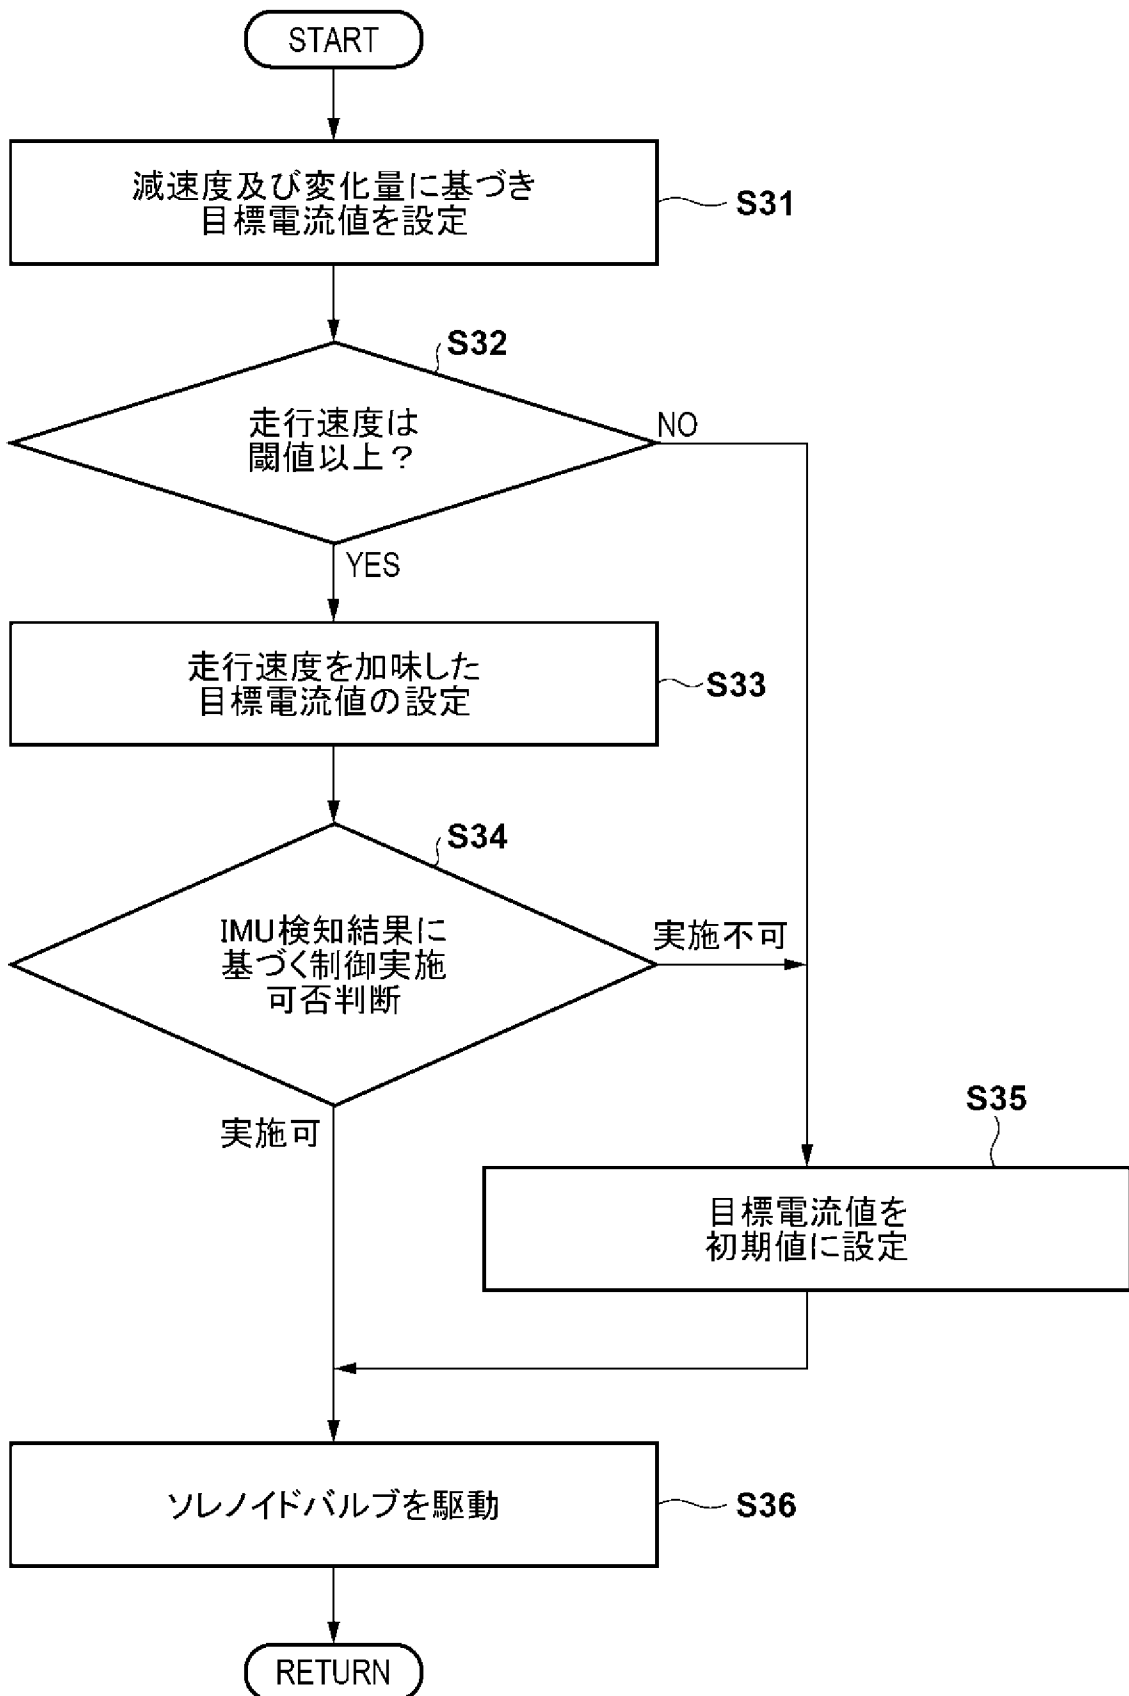 START
減速度及び変化量に基づき
目標電流値を設定
S31
S32
走行速度は
閾値以上?
NO
YES
走行速度を加味した
目標電流値の設定
S33
S34
IMU検知結果に
基づく制御実施
可否判断
実施不可
実施可
S35
目標電流値を
初期値に設定
ソレノイドバルブを駆動
S36
RETURN